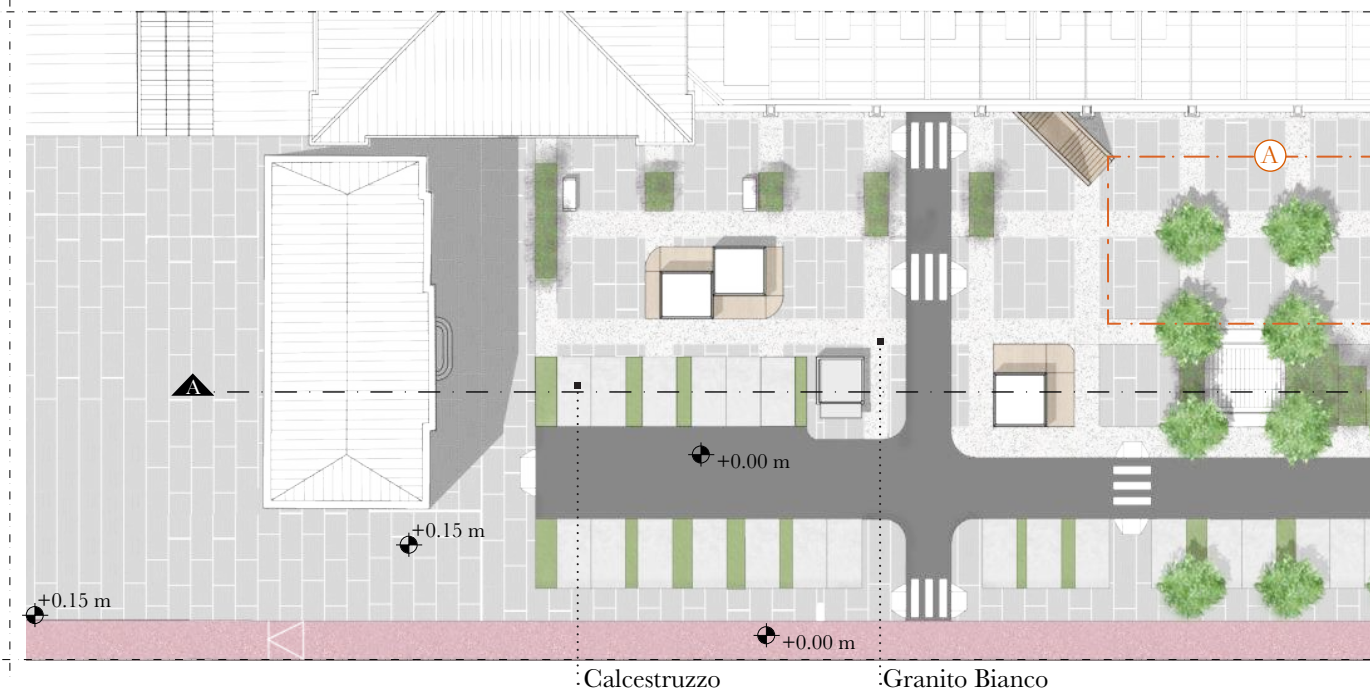 A
A
+0.00 m
+0.15 m
+0.15 m
+0.00 m
Calcestruzzo
Granito Bianco